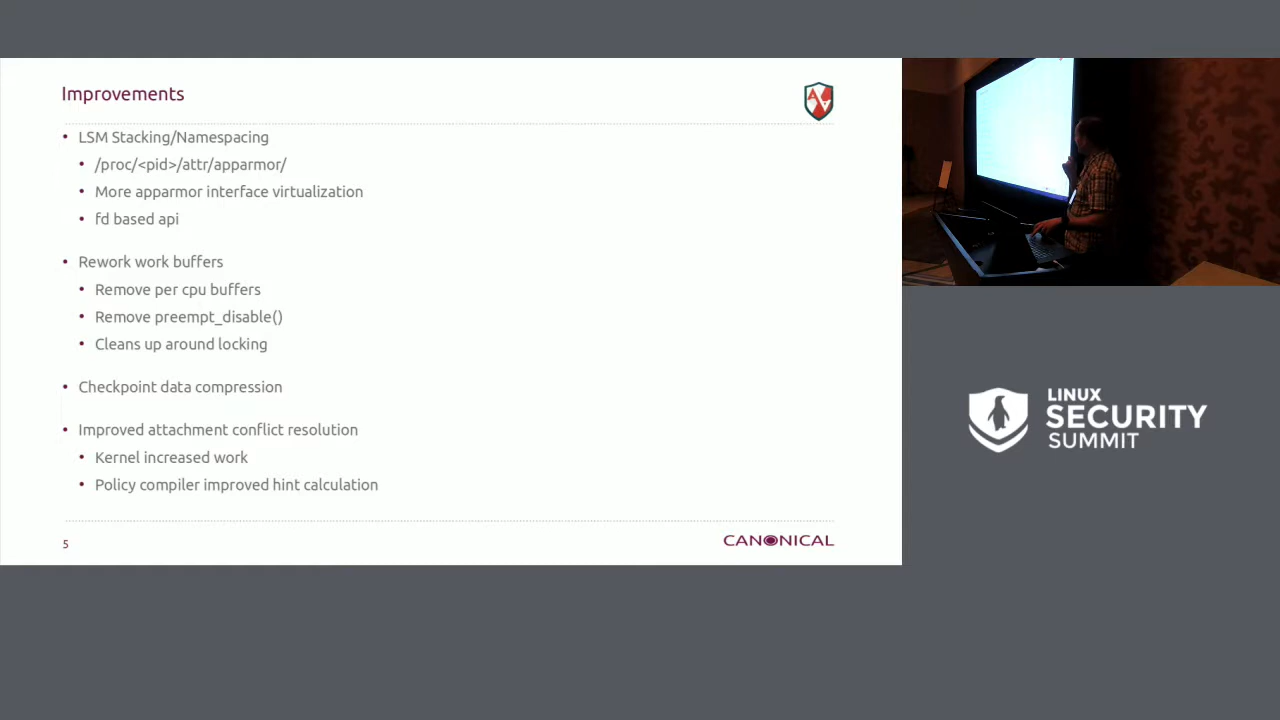 Improvements
• LSM Stacking/Namespacing
• /proc/<pid>/attr/apparmor/
• More apparmor interface virtualization
• fd based api
• Rework work buffers
• Remove per cpu buffers
• Remove preempt_disable()
• Cleans up around locking
• Checkpoint data compression
• Improved attachment conflict resolution
• Kernel increased work
• Policy compiler improved hint calculation
5
CANONICAL
LINUX
SECURITY
SUMMIT